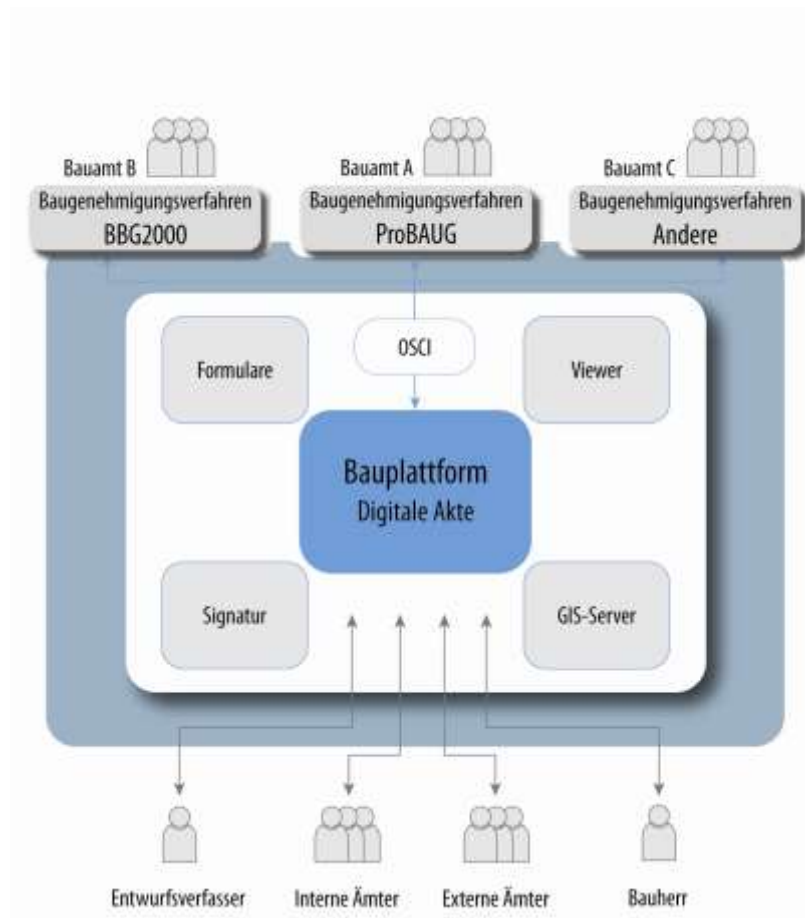 Bauamt B
Baugenehmigungsverfahren
BBG2000
Bauamt A
Baugenehmigungsverfahren
ProBAUG
Bauamt C
Baugenehmigungsverfahren
Andere
Formulare
OSCI
Viewer
Bauplattform
Digitale Akte
Signatur
GIS-Server
Entwurfsverfasser
Interne Ämter
Externe Ämter
Bauherr